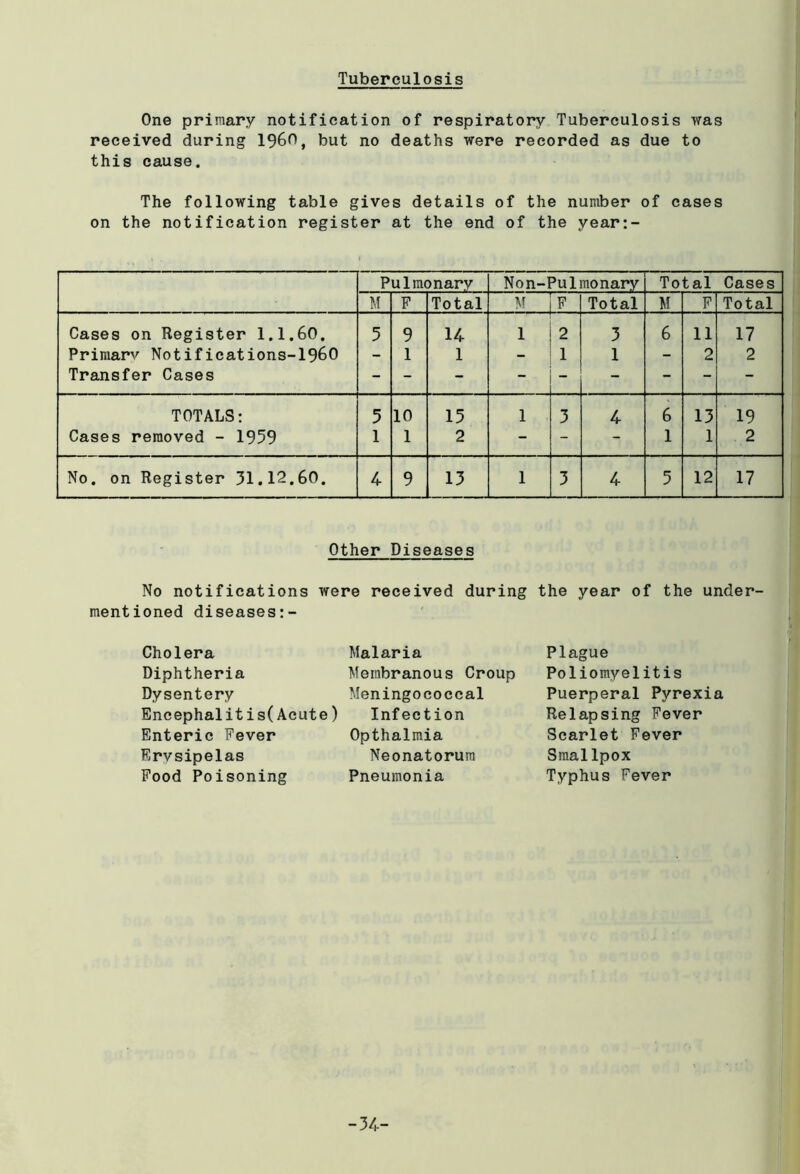 Tuberculosis
One primary notification of respiratory Tuberculosis was
received during 1960, but no deaths were recorded as due to
this cause.
The following table gives details of the number of cases
on the notification register at the end of the year:-
Pulmonary Non-Pulmonary Total Cases
M F Total M F Total M F Total
Cases on Register 1.1.60. 5 9 14 1 2 3 6 11 17
Primary Notifications-1960 - 1 1 - 1 1 - 2 2
Transfer Cases - - - - - - - - -
TOTALS: 5 10 15 1 3 4 6 13 19
Cases removed - 1959 1 1 2 - - - 1 1 2
No. on Register 31.12.60. 4 9 13 1 3 4 5 12 17
Other Diseases
No notifications were received during the year of the under-
mentioned diseases:-
Cholera Malaria Plague
Diphtheria Membranous Croup Poliomyelitis
Dysentery Meningococcal Puerperal Pyrexia
Encephalitis(Acute) Infection Relapsing Fever
Enteric Fever Opthalmia Scarlet Fever
Erysipelas Neonatorum Smallpox
Food Poisoning Pneumonia Typhus Fever
-34-